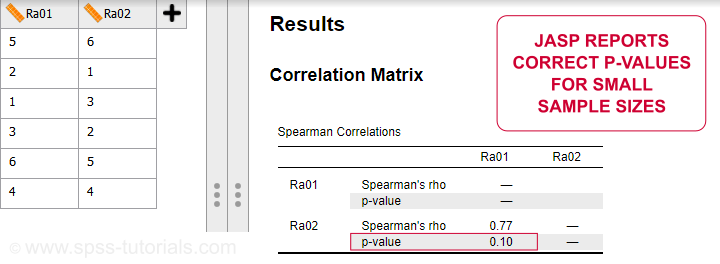 Ra01 Ra02
5 6
2 1
1 3
3 2
6 5
4 4
© www.spss-tutorials.com
Results
Correlation Matrix
JASP REPORTS
CORRECT P-VALUES
FOR SMALL
SAMPLE SIZES
Spearman Correlations
Ra01 Ra02
Ra01 Spearman's rho —
p-value —
Ra02 Spearman's rho 0.77 —
p-value 0.10 —